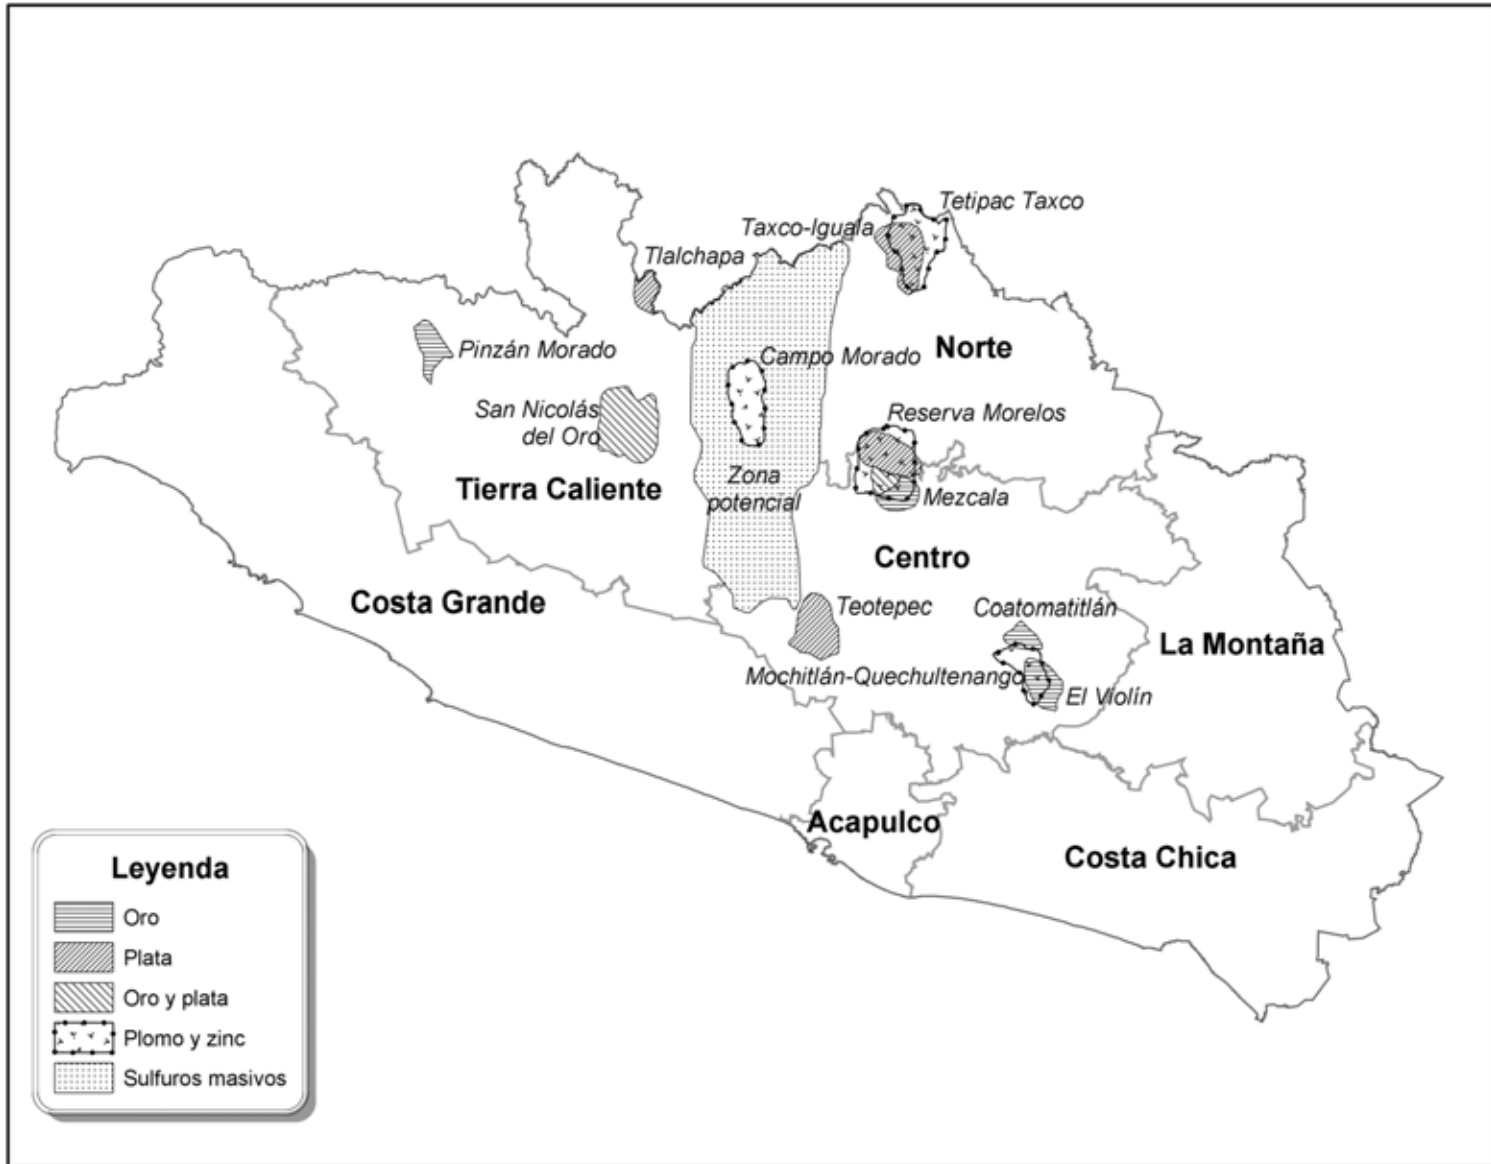 Tetipac Taxco
Taxco-Iguala
Tlalchapa
Norte
Pinzán Morado
Campo Morado
San Nicolás
del Oro
Reserva Morelos
Tierra Caliente
Zona
potencial
Mezcala
Centro
Costa Grande
Teotepec
Coatomatitlán
La Montaña
Mochitlán-Quechultenango
El Violín
Acapulco
Costa Chica
Leyenda
Oro
Plata
Oro y plata
Plomo y zinc
Sulfuros masivos